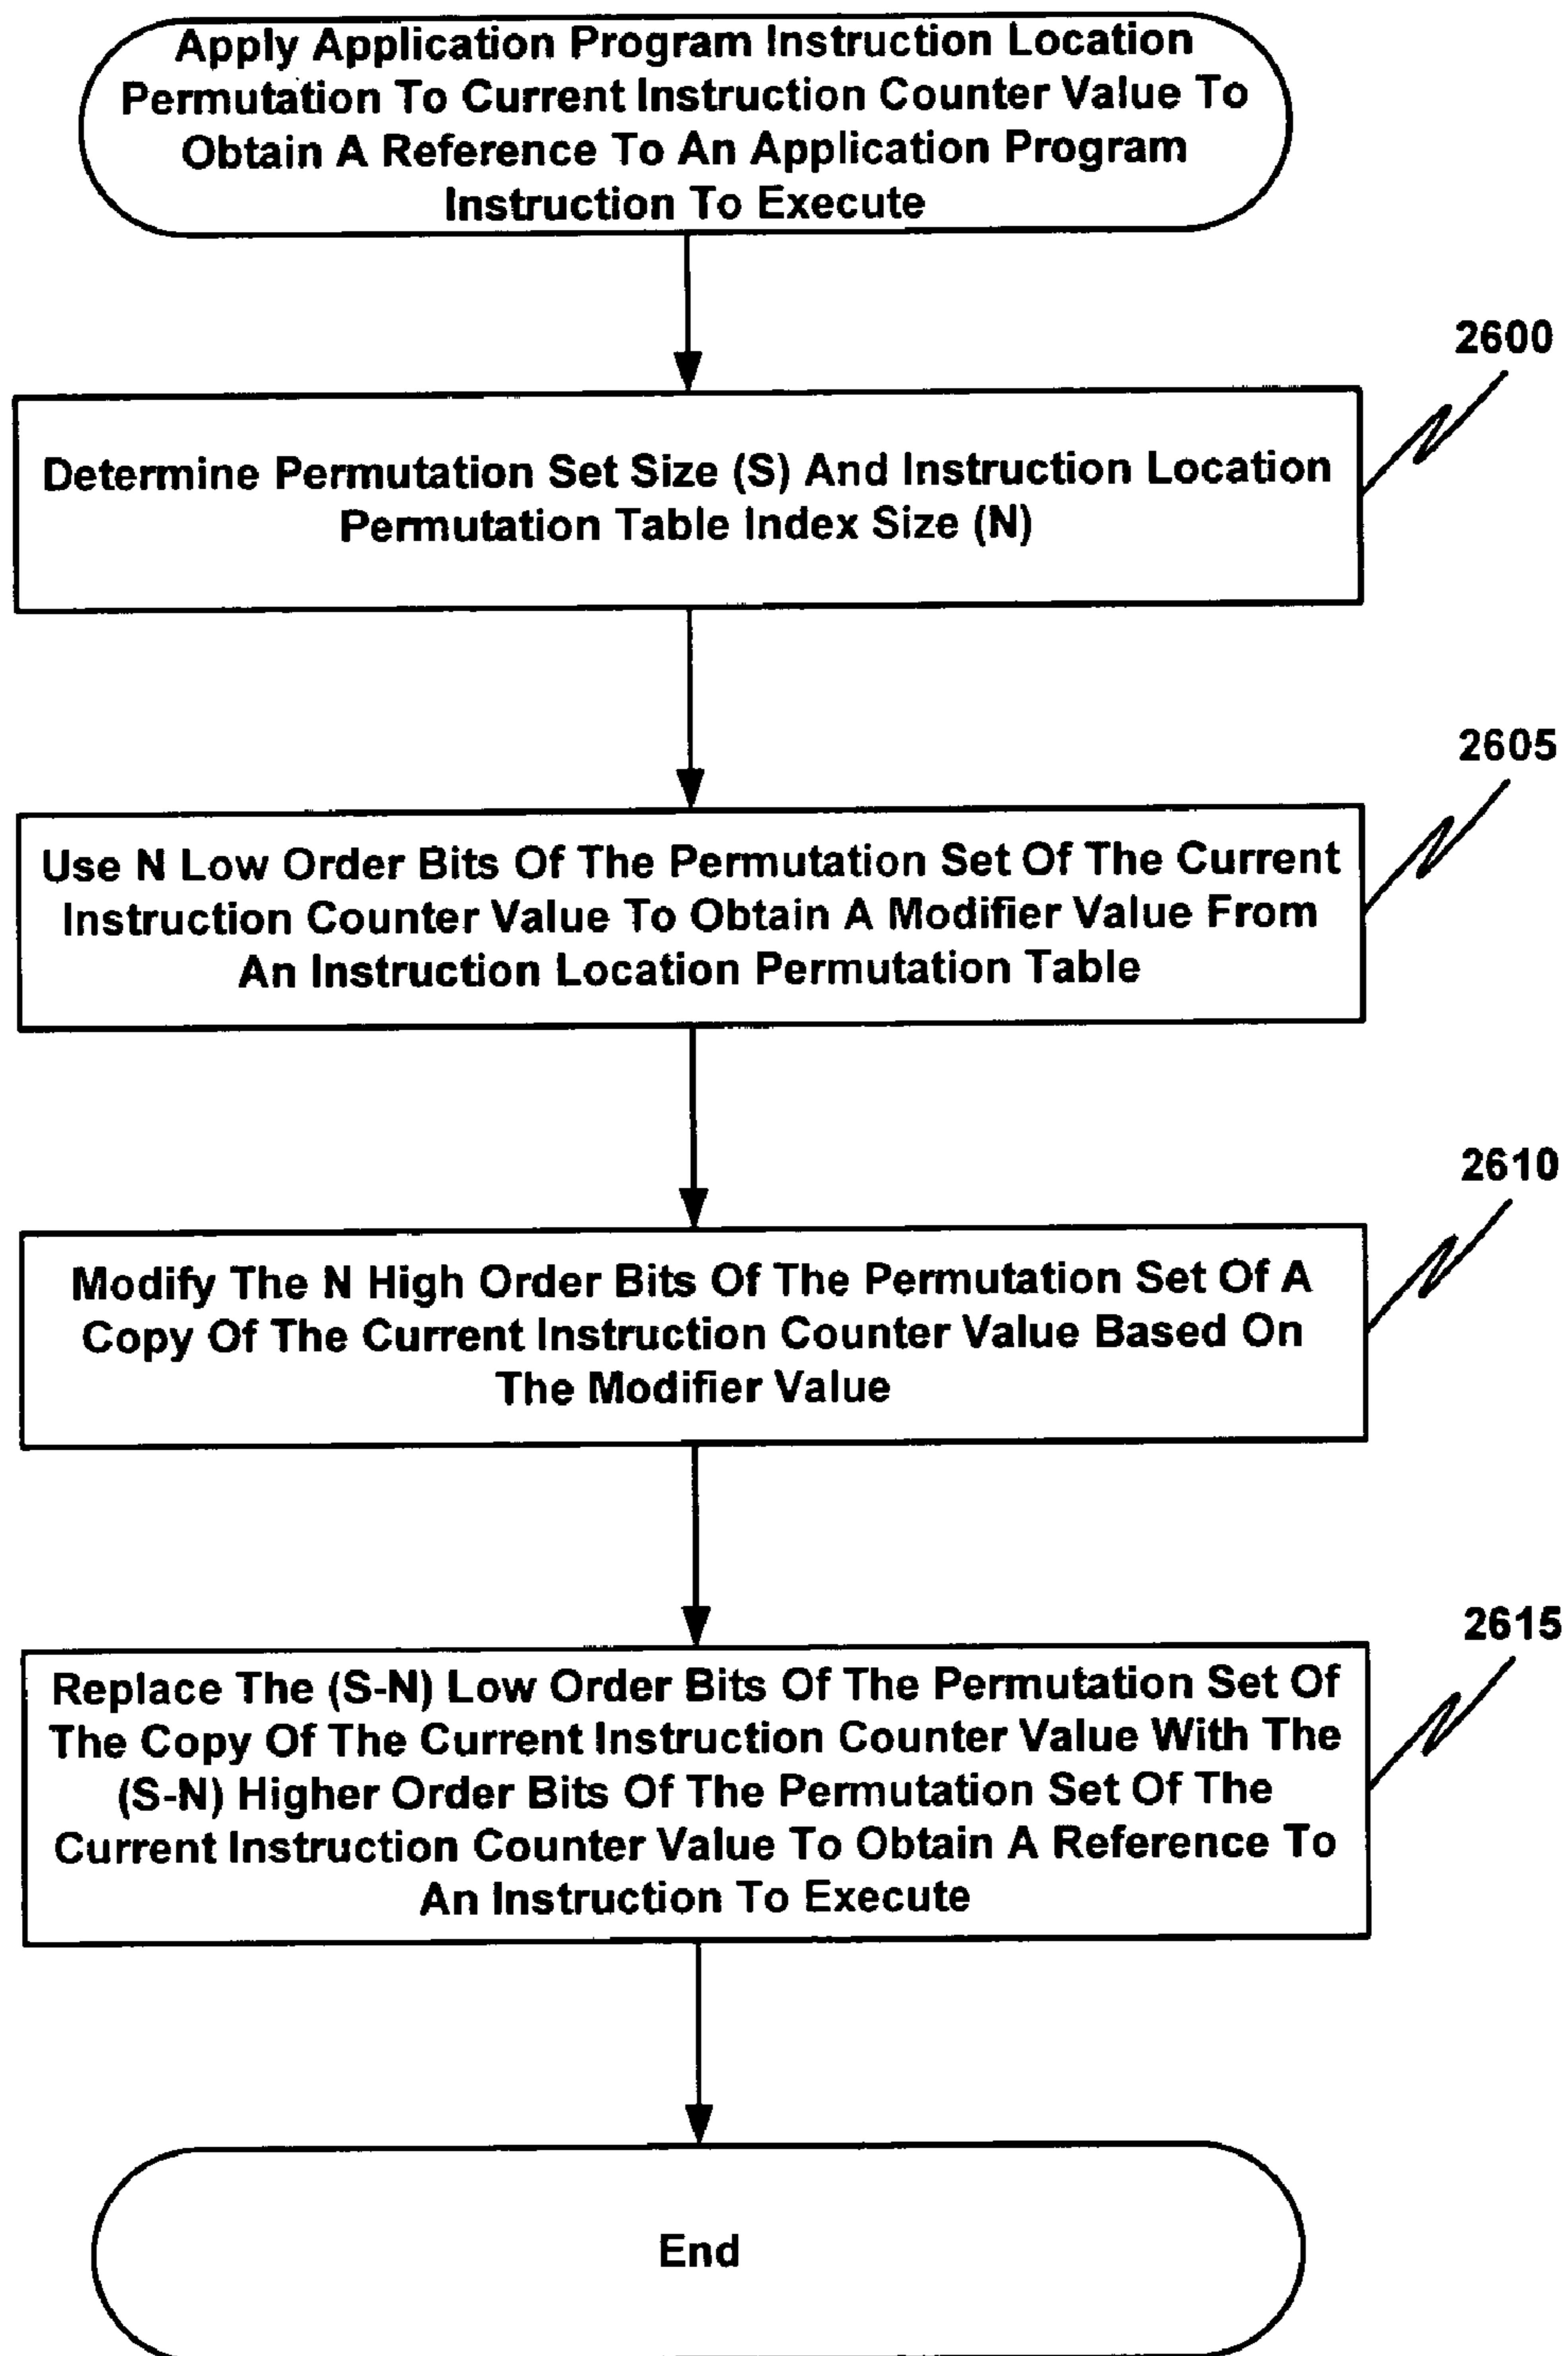 Apply Application Program Instruction Location
Permutation To Current Instruction Counter Value To
Obtain A Reference To An Application Program
Instruction To Execute
2600
Determine Permutation Set Size (S) And Instruction Location
Permutation Table Index Size (N)
2605
Use N Low Order Bits Of The Permutation Set Of The Current
Instruction Counter Value To Obtain A Modifier Value From
An Instruction Location Permutation Table
2610
Modify The N High Order Bits Of The Permutation Set Of A
Copy Of The Current Instruction Counter Value Based On
The Modifier Value
2615
Replace The (S-N) Low Order Bits Of The Permutation Set Of
The Copy Of The Current Instruction Counter Value With The
(S-N) Higher Order Bits Of The Permutation Set Of The
Current Instruction Counter Value To Obtain A Reference To
An Instruction To Execute
End